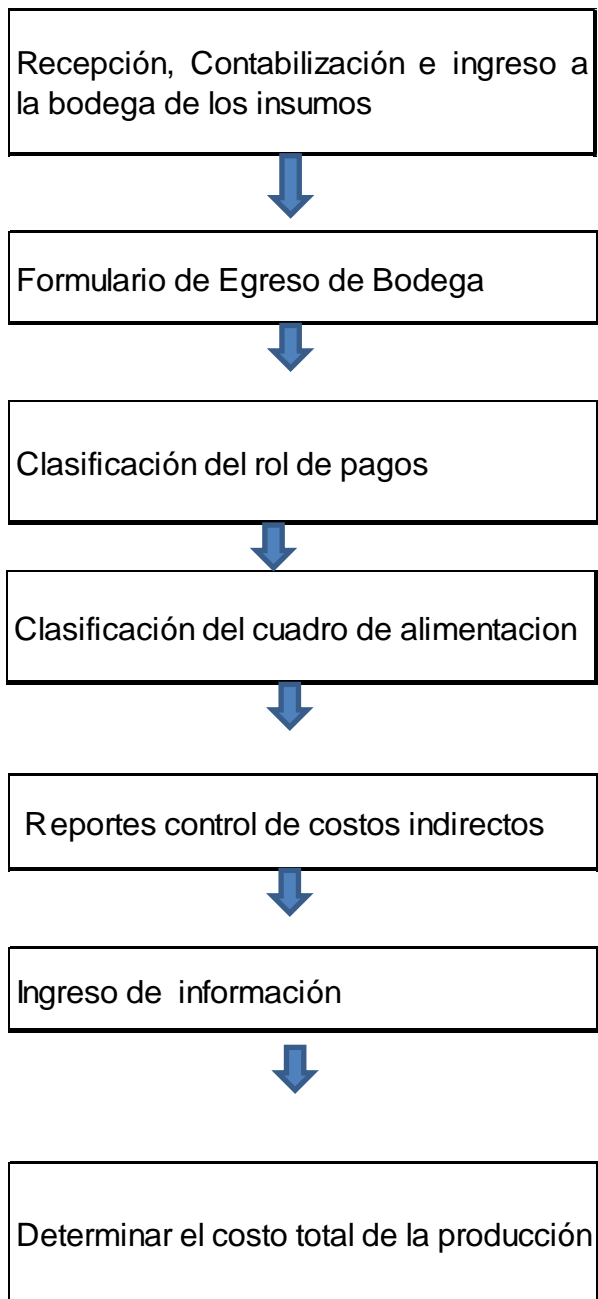 Recepción, Contabilización e ingreso a
la bodega de los insumos
Formulario de Egreso de Bodega
Clasificación del rol de pagos
Clasificación del cuadro de alimentacion
Reportes control de costos indirectos
Ingreso de información
Determinar el costo total de la producción